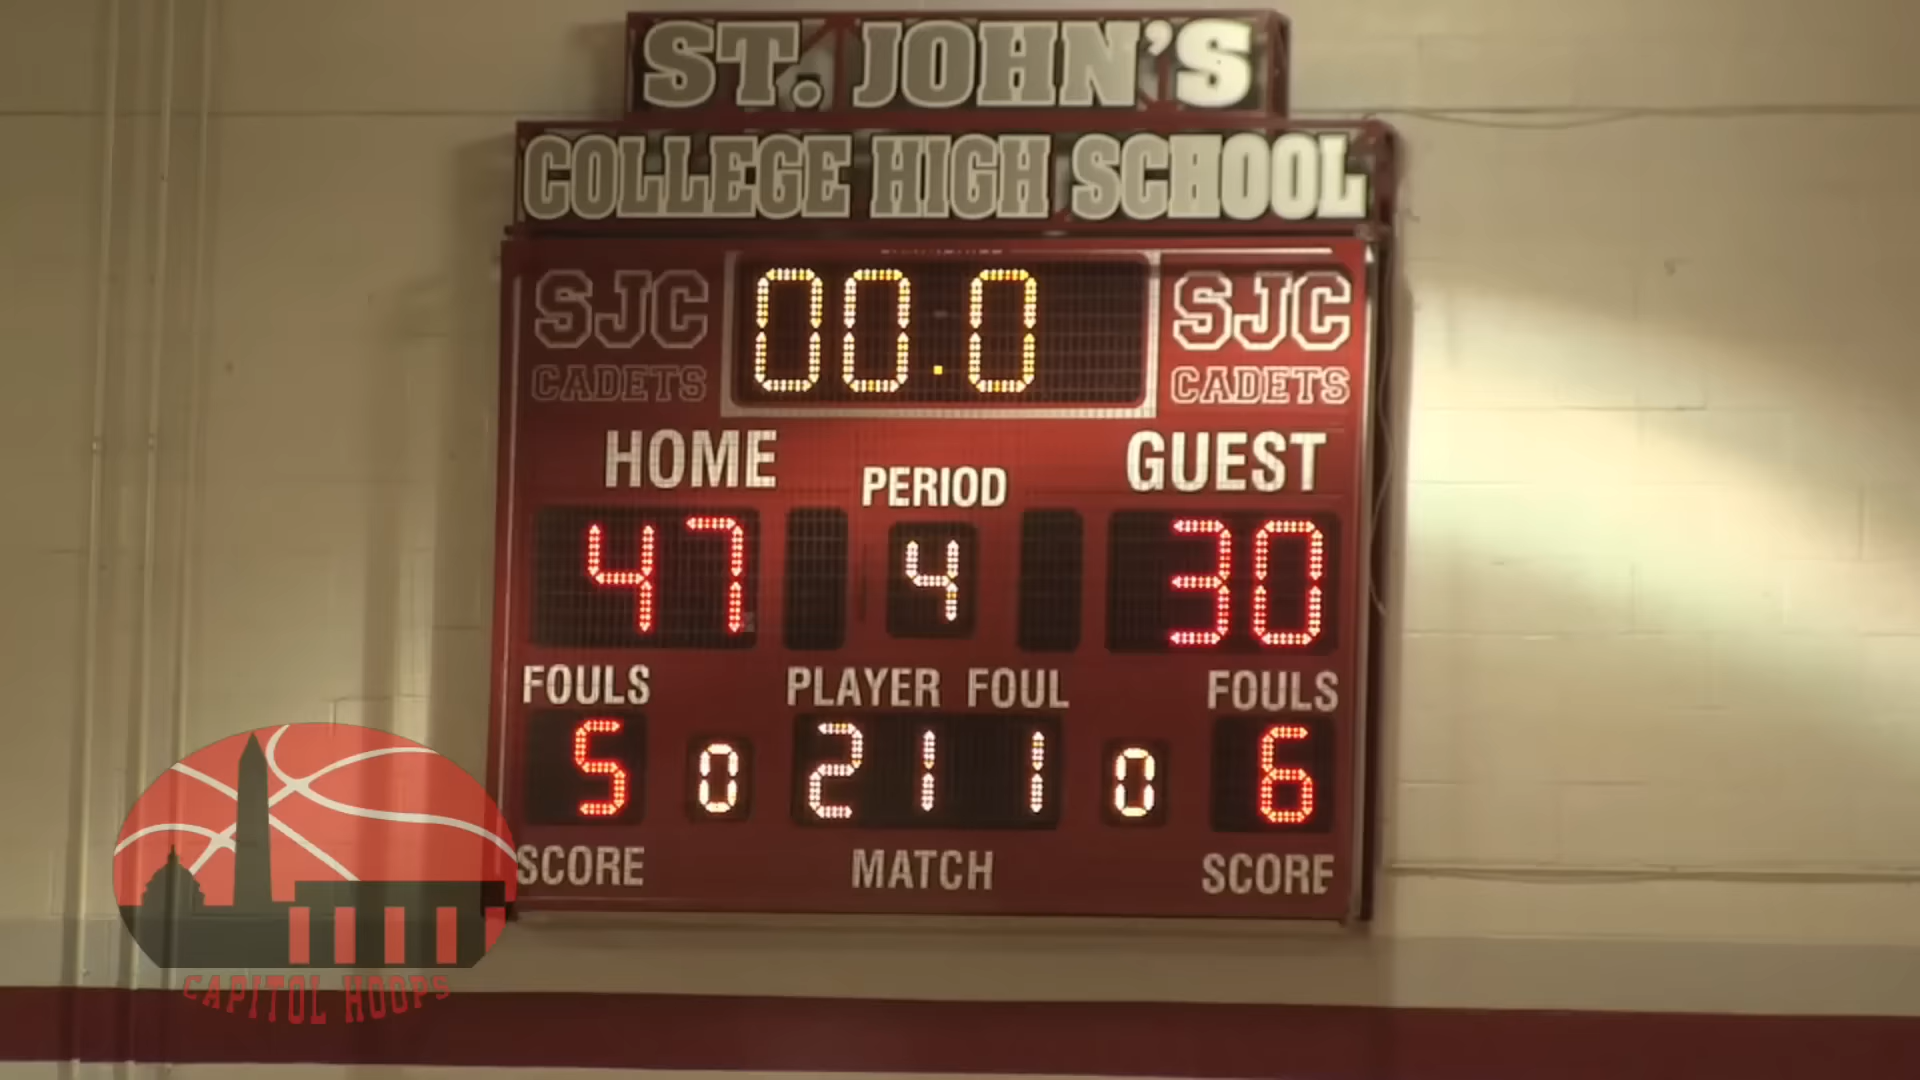 ST. JOHN'S
COLLEGE HIGH SCHOOL
SJC 00.0 SJC
CADETS CADETS
HOME PERIOD GUEST
47 4 30
FOULS PLAYER FOUL FOULS
5 0 21 1 0 6
SCORE MATCH SCORE
CAPITOL HOOPS